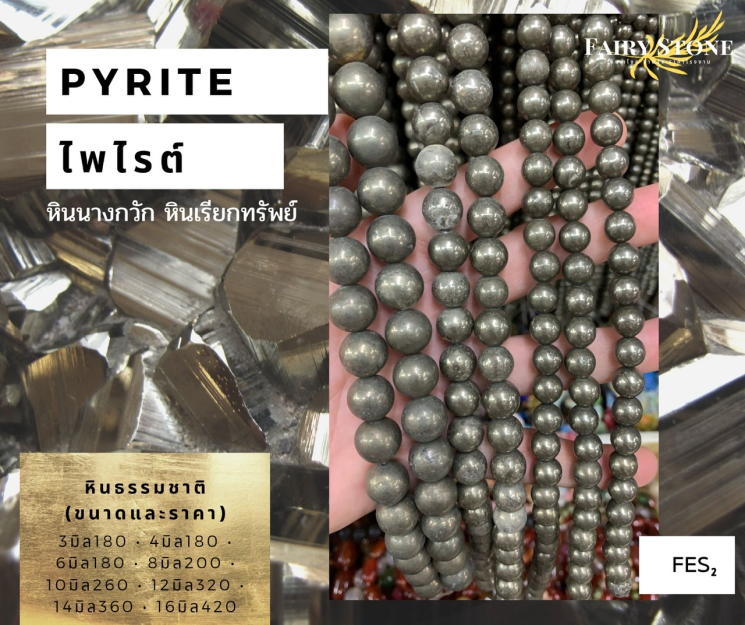 PYRITE
ไพไรต์
หินนางกวัก หินเรียกทรัพย์
FAIRY STONE
หินธรรมชาติ
(ขนาดและราคา)
3มิล180 • 4มิล180 •
6มิล180 • 8มิล200 •
10มิล260 • 12มิล320 •
14มิล360 • 16มิล420
FES₂